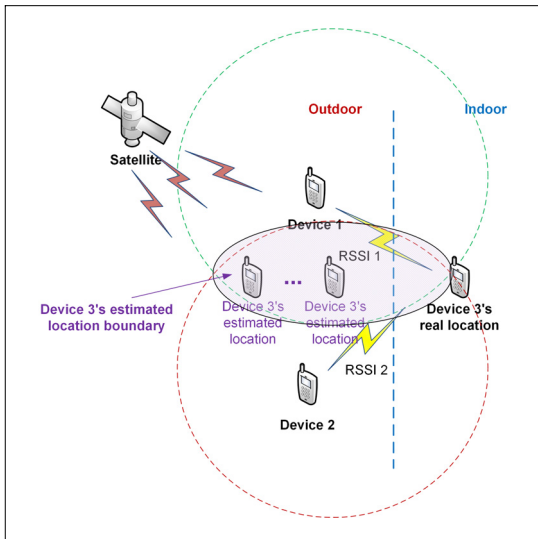 Outdoor
Indoor
Satellite
Device 1
RSSI 1
...
Device 3's estimated
location boundary
Device 3's
estimated
location
Device 3's
estimated
location
Device 3's
real location
RSSI 2
Device 2